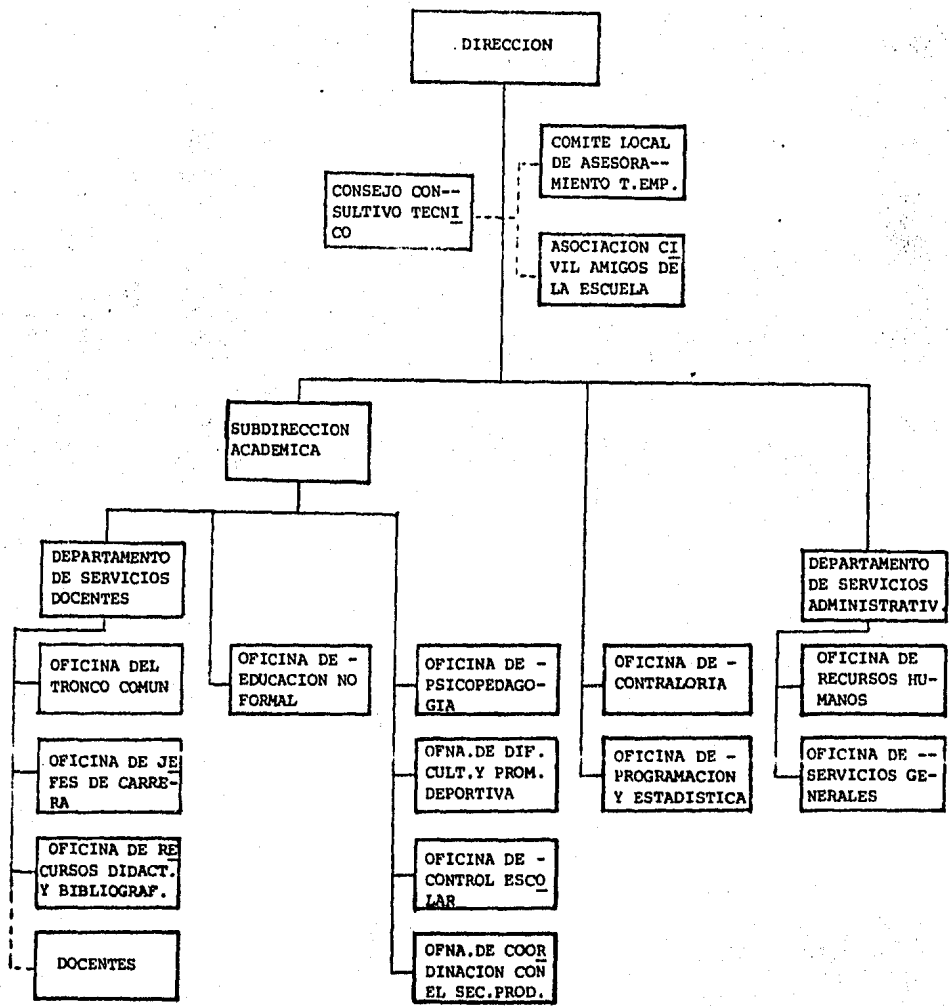 DIRECCION
COMITE LOCAL
DE ASESORA--
MIENTO T.EMP.
CONSEJO CON--
SULTIVO TECNI
CO
ASOCIACION CI
VIL AMIGOS DE
LA ESCUELA
SUBDIRECCION
ACADEMICA
DEPARTAMENTO
DE SERVICIOS
DOCENTES
DEPARTAMENTO
DE SERVICIOS
ADMINISTRATIV.
OFICINA DEL
TRONCO COMUN
OFICINA DE -
EDUCACION NO
FORMAL
OFICINA DE -
PSICOPEDAGO-
GIA
OFICINA DE -
CONTRALORIA
OFICINA DE
RECURSOS HU-
MANOS
OFICINA DE JE
FES DE CARRE-
RA
OFNA.DE DIF.
CULT.Y PROM.
DEPORTIVA
OFICINA DE -
PROGRAMACION
Y ESTADISTICA
OFICINA DE --
SERVICIOS GE-
NERALES
OFICINA DE RE
CURSOS DIDACT.
Y BIBLIOGRAF.
OFICINA DE -
CONTROL ESCO
LAR
DOCENTES
OFNA.DE COOR
DINACION CON
EL SEC.PROD.